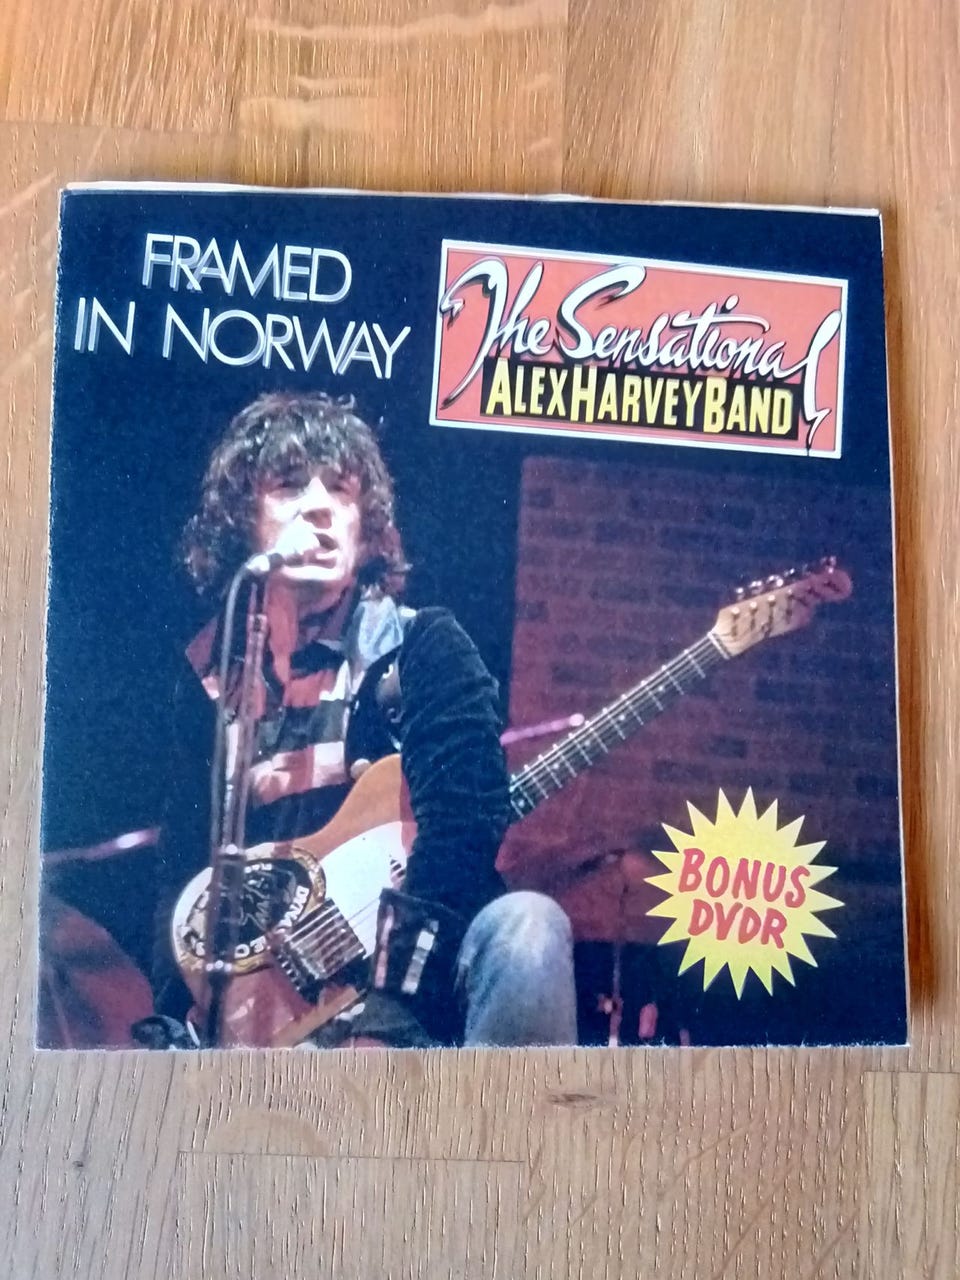 FRAMED
IN NORWAY
The Sensational
ALEX HARVEY BAND
BONUS
DVDR